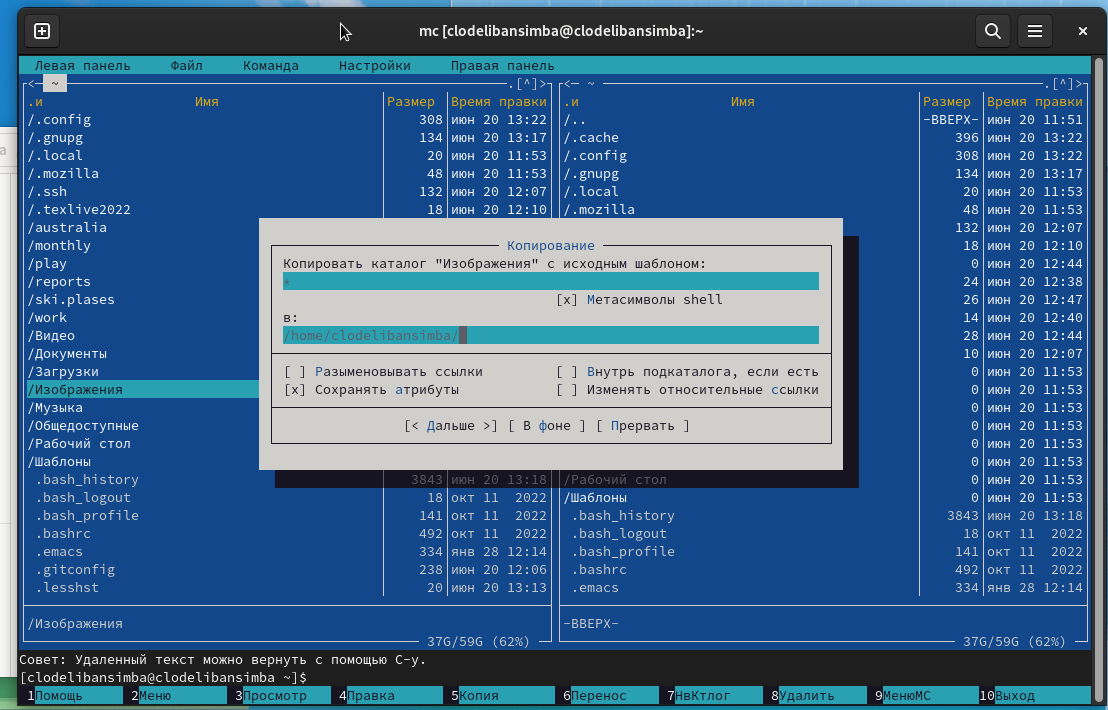 mc [clodelibansimba@clodelibansimba]:~
Левая панель Файл Команда Настройки Правая панель
<— ~ .[^]> <— ~ .[^]>
.и Имя Размер Время правки .и Имя Размер Время правки
/.config 308 июн 20 13:22 /.. -ВВЕРХ- июн 20 11:51
/.gnupg 134 июн 20 13:17 /.cache 396 июн 20 13:22
/.local 20 июн 20 11:53 /.config 308 июн 20 13:22
/.mozilla 48 июн 20 11:53 /.gnupg 134 июн 20 13:17
/.ssh 132 июн 20 12:07 /.local 20 июн 20 11:53
/.texlive2022 18 июн 20 12:10 /.mozilla 48 июн 20 11:53
/australia 132 июн 20 12:07
/monthly 18 июн 20 12:10
/play 0 июн 20 12:44
/reports 24 июн 20 12:38
/ski.plases 26 июн 20 12:47
/work 14 июн 20 12:40
/Видео 28 июн 20 12:44
/Документы 10 июн 20 12:07
/Загрузки 0 июн 20 11:53
/Изображения 0 июн 20 11:53
/Музыка 0 июн 20 11:53
/Общедоступные 0 июн 20 11:53
/Рабочий стол 0 июн 20 11:53
/Шаблоны 0 июн 20 11:53
Копирование
Копировать каталог "Изображения" с исходным шаблоном:
*
[x] Метасимволы shell
в:
/home/clodelibansimba/
[ ] Разыменовывать ссылки [ ] Внутрь подкаталога, если есть
[x] Сохранять атрибуты [ ] Изменять относительные ссылки
[< Дальше >] [ В фоне ] [ Прервать ]
.bash_history 3843 июн 20 13:18 /Рабочий стол 0 июн 20 11:53
.bash_logout 18 окт 11 2022 /Шаблоны 0 июн 20 11:53
.bash_profile 141 окт 11 2022 .bash_history 3843 июн 20 13:18
.bashrc 492 окт 11 2022 .bash_logout 18 окт 11 2022
.emacs 334 янв 28 12:14 .bash_profile 141 окт 11 2022
.gitconfig 238 июн 20 12:06 .bashrc 492 окт 11 2022
.lesshst 20 июн 20 13:13 .emacs 334 янв 28 12:14
/Изображения -ВВЕРХ-
37G/59G (62%) 37G/59G (62%)
Совет: Удаленный текст можно вернуть с помощью C-y.
[clodelibansimba@clodelibansimba ~]$
1Помощь 2Меню 3Просмотр 4Правка 5Копия 6Перенос 7НвКтлог 8Удалить 9МенюMC 10Выход